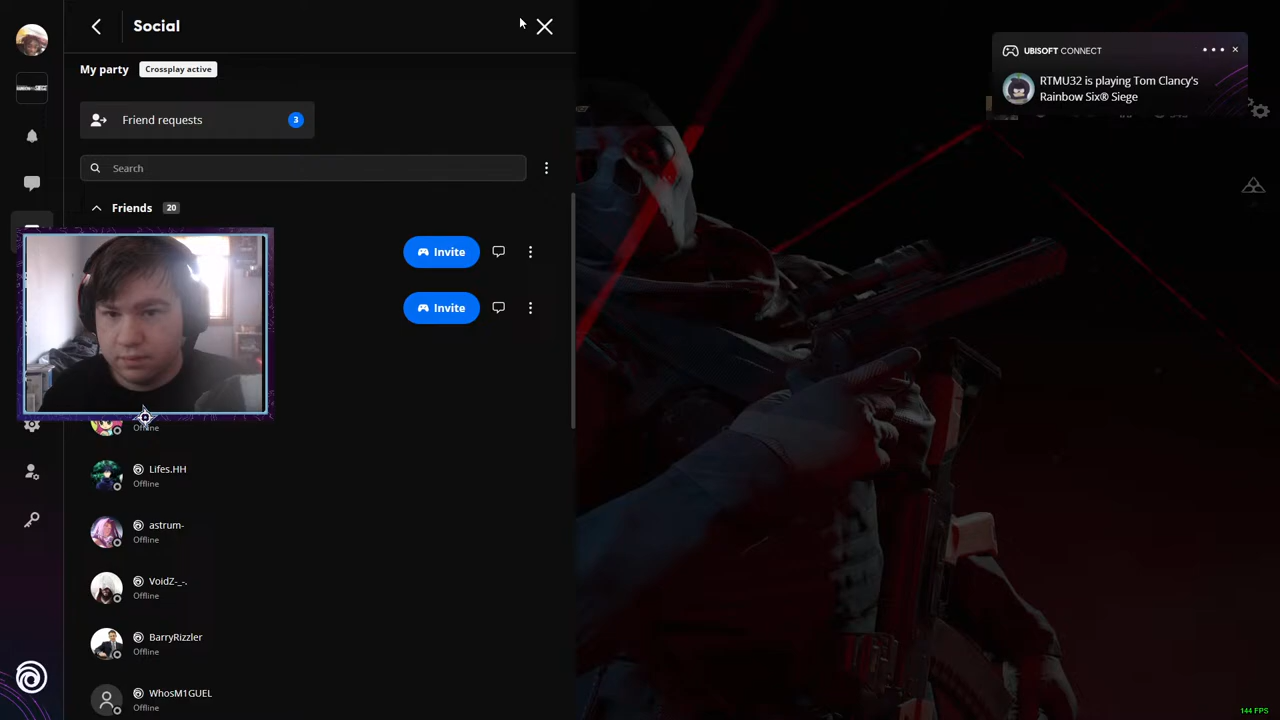 Social
My party
Crossplay active
Friend requests
3
Search
Friends
20
Invite
Invite
Offline
Lifes.HH
Offline
astrum-
Offline
VoidZ-_-.
Offline
BarryRizzler
Offline
WhosM1GUEL
Offline
UBISOFT CONNECT
RTMU32 is playing Tom Clancy's
Rainbow Six® Siege
144 FPS